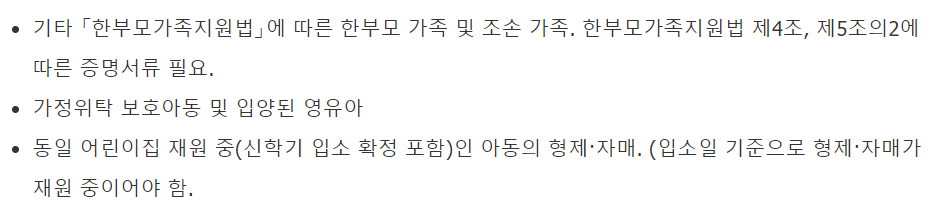 • 기타 「한부모가족지원법」에 따른 한부모 가족 및 조손 가족. 한부모가족지원법 제4조, 제5조의2에
따른 증명서류 필요.
• 가정위탁 보호아동 및 입양된 영유아
• 동일 어린이집 재원 중(신학기 입소 확정 포함)인 아동의 형제·자매. (입소일 기준으로 형제·자매가
재원 중이어야 함.